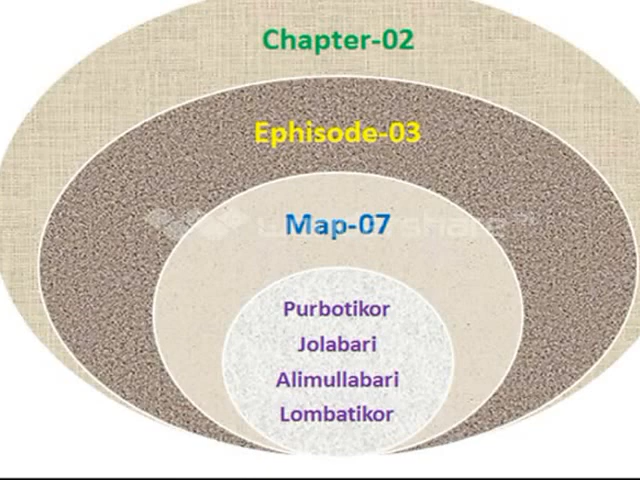 Chapter-02
Ephisode-03
Map-07
Purbotikor
Jolabari
Alimullabari
Lombatikor